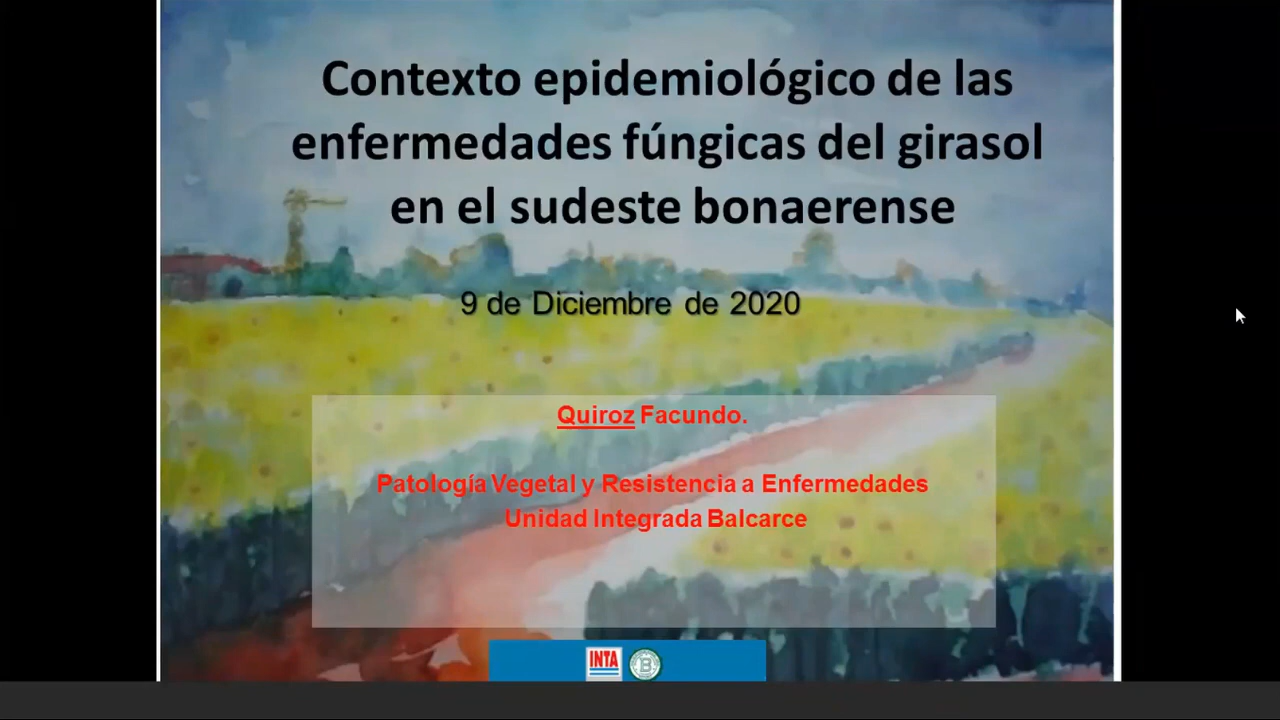 Contexto epidemiológico de las
enfermedades fúngicas del girasol
en el sudeste bonaerense
9 de Diciembre de 2020
Quiroz Facundo.
Patología Vegetal y Resistencia a Enfermedades
Unidad Integrada Balcarce
INTA
B